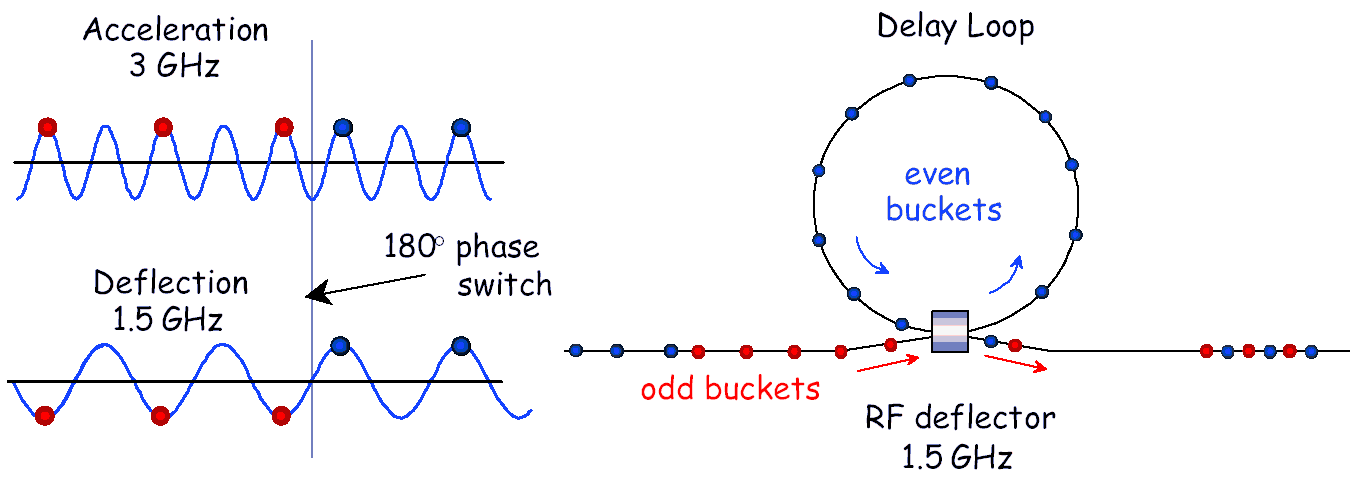 Acceleration
3 GHz
180° phase
switch
Deflection
1.5 GHz
Delay Loop
even
buckets
odd buckets
RF deflector
1.5 GHz